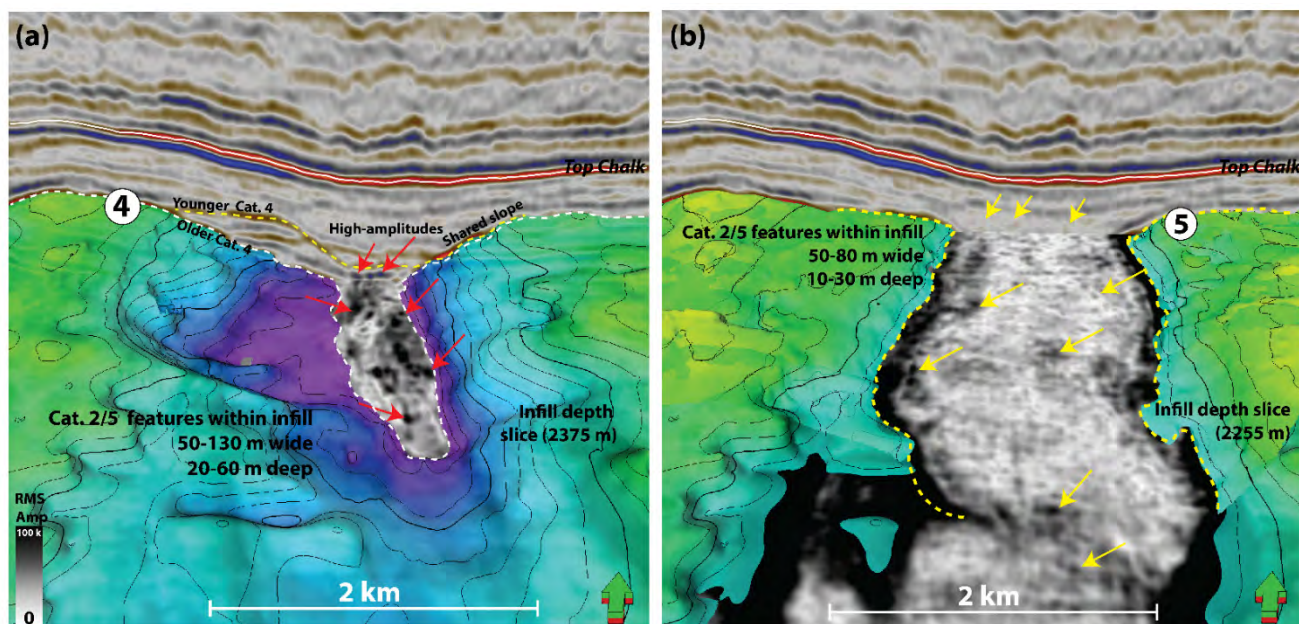 (a)
Top Chalk
4
Younger Cat. 4
Older Cat. 4
High-amplitudes
Shared slope
Cat. 2/5 features within infill
50-130 m wide
20-60 m deep
Infill depth
slice (2375 m)
RMS
Amp
100 k
0
2 km
(b)
Top Chalk
5
Cat. 2/5 features within infill
50-80 m wide
10-30 m deep
Infill depth slice
(2255 m)
2 km